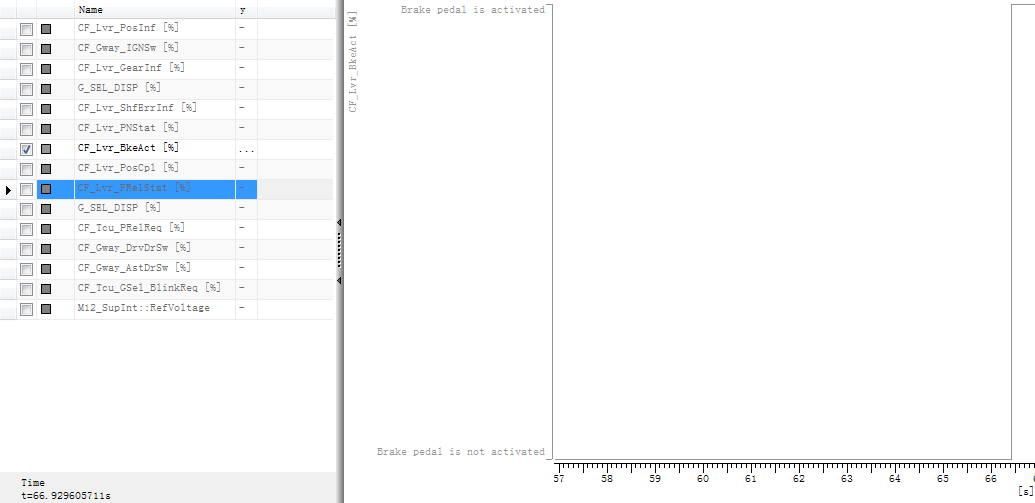 Name y
CF_Lvr_PosInf [%] -
CF_Gway_IGNSw [%] -
CF_Lvr_GearInf [%] -
G_SEL_DISP [%] -
CF_Lvr_ShfErrInf [%] -
CF_Lvr_PNStat [%] -
CF_Lvr_BkeAct [%] ...
CF_Lvr_PosCpl [%] -
CF_Lvr_PRelStat [%] -
G_SEL_DISP [%] -
CF_Tcu_PRelReq [%] -
CF_Gway_DrvDrSw [%] -
CF_Gway_AstDrSw [%] -
CF_Tcu_GSel_BlinkReq [%] -
M12_SupInt::RefVoltage -
Time
t=66.929605711s
CF_Lvr_BkeAct [%]
Brake pedal is activated
Brake pedal is not activated
57 58 59 60 61 62 63 64 65 66
[s]